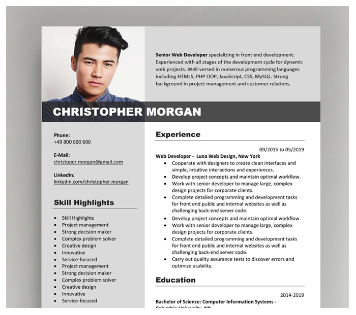 Senior Web Developer specializing in front end development.
Experienced with all stages of the development cycle for dynamic
web projects. Well-versed in numerous programming languages
including HTML5, PHP OOP, JavaScript, CSS, MySQL. Strong
background in project management and customer relations.
CHRISTOPHER MORGAN
Phone:
+49 800 600 600
E-Mail:
christoper.morgan@gmail.com
Linkedin:
linkedin.com/christopher.morgan
Skill Highlights
• Skill Highlights
• Project management
• Strong decision maker
• Complex problem solver
• Creative design
• Innovative
• Service-focused
• Project management
• Strong decision maker
• Complex problem solver
• Creative design
• Innovative
• Service-focused
Experience
09/2015 to 05/2019
Web Developer - Luna Web Design, New York
• Cooperate with designers to create clean interfaces and
simple, intuitive interactions and experiences.
• Develop project concepts and maintain optimal workflow.
• Work with senior developer to manage large, complex
design projects for corporate clients.
• Complete detailed programming and development tasks
for front end public and internal websites as well as
challenging back-end server code.
• Develop project concepts and maintain optimal workflow.
• Work with senior developer to manage large, complex
design projects for corporate clients.
• Complete detailed programming and development tasks
for front end public and internal websites as well as
challenging back-end server code.
• Carry out quality assurance tests to discover errors and
optimize usability.
Education
2014-2019
Bachelor of Science: Computer Information Systems -